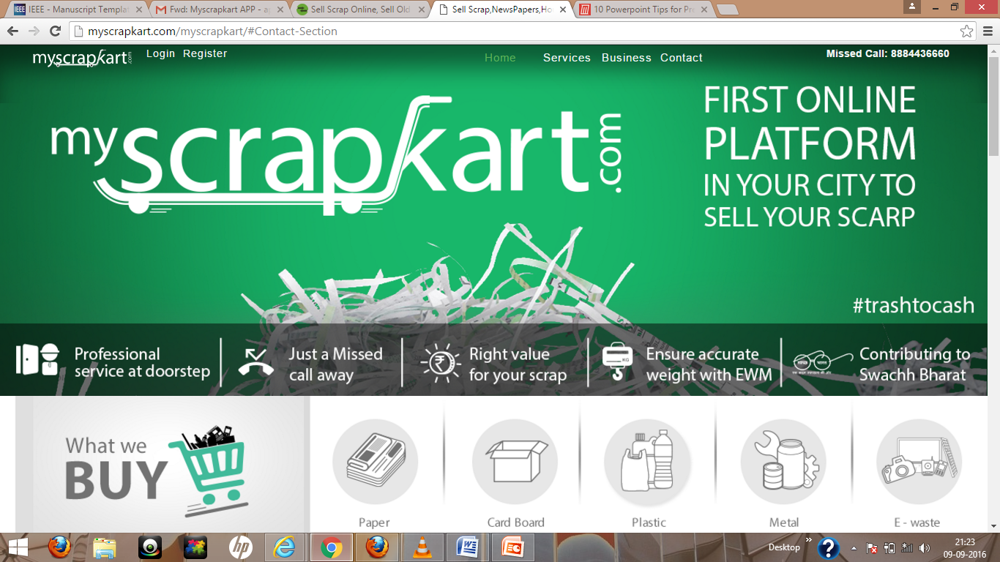 IEEE - Manuscript Templat
Fwd: Myscrapkart APP - a
Sell Scrap Online, Sell Old
Sell Scrap,NewsPapers,Ho
10 Powerpoint Tips for Pre
myscrapkart.com/myscrapkart/#Contact-Section
myscrapkart.com Login Register Home Services Business Contact Missed Call: 8884436660
myscrapkart.com
FIRST ONLINE
PLATFORM
IN YOUR CITY TO
SELL YOUR SCARP
#trashtocash
Professional
service at doorstep
Just a Missed
call away
Right value
for your scrap
KG
Ensure accurate
weight with EWM
Contributing to
Swachh Bharat
What we
BUY
Paper
Card Board
Plastic
Metal
E - waste
Desktop
21:23
09-09-2016